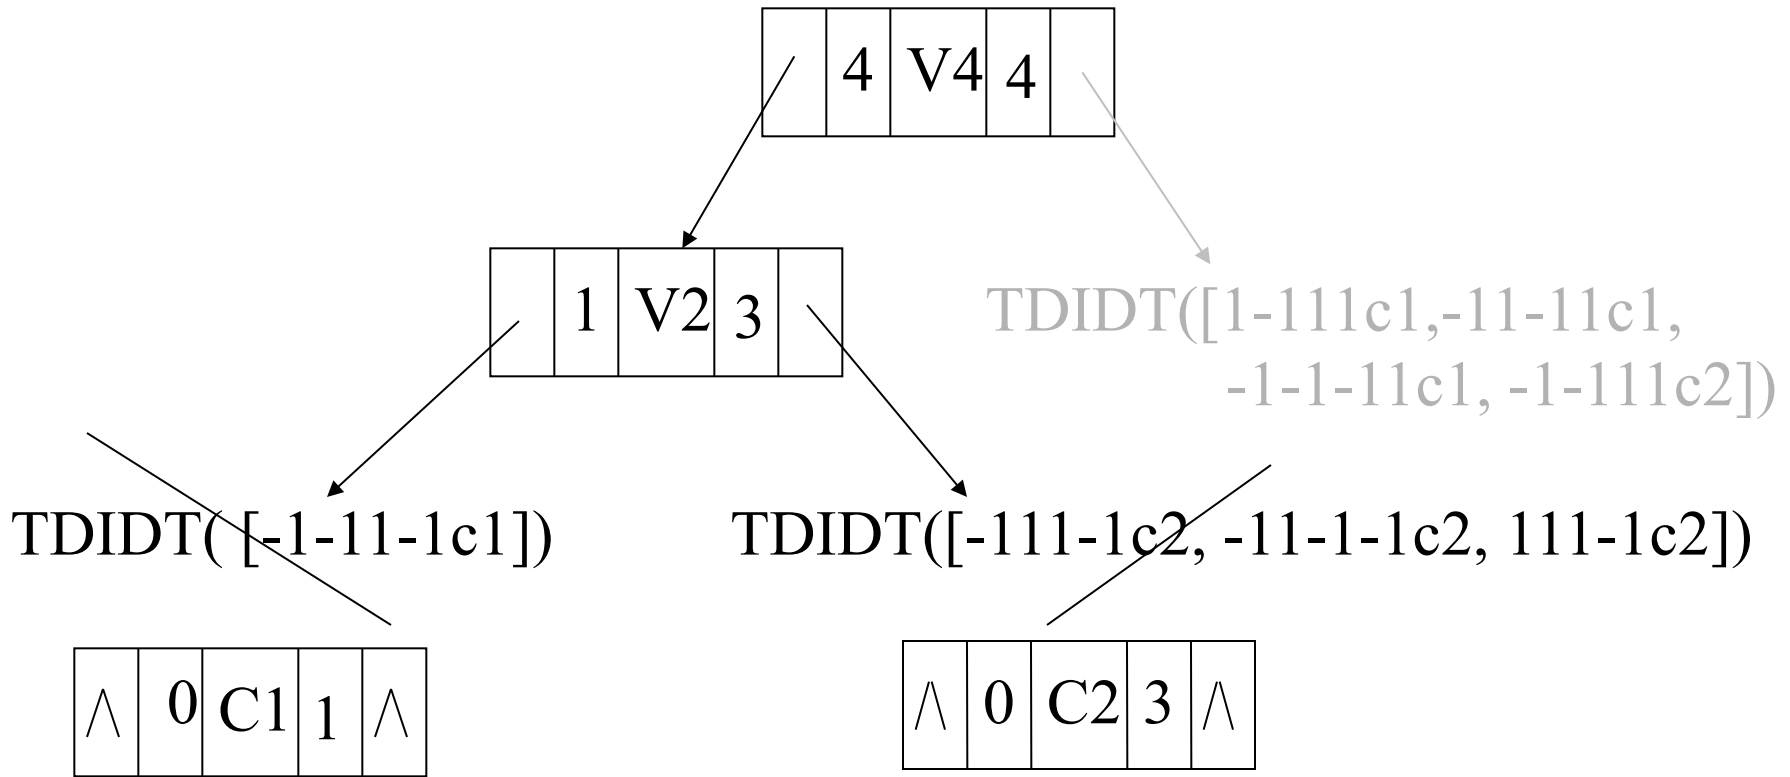 4 V4 4
1 V2 3
TDIDT([1-111c1,-11-11c1,
-1-1-11c1, -1-111c2])
TDIDT( [-1-11-1c1])
TDIDT([-111-1c2, -11-1-1c2, 111-1c2])
/\ 0 C1 1 /\
/\ 0 C2 3 /\